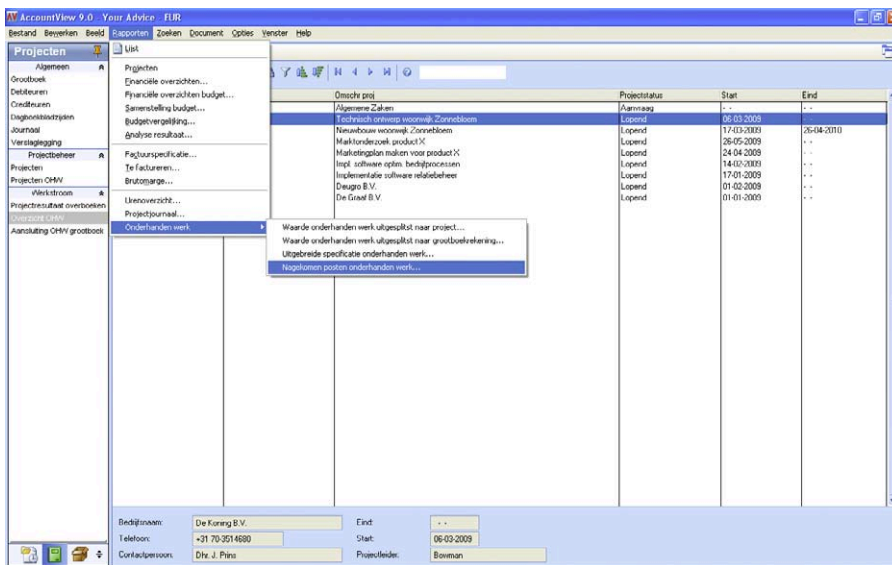 AccountView 9.0 - Your Advice - EUR
Bestand Bewerken Beeld Rapporten Zoeken Document Opties Venster Help
Projecten
Algemeen
Grootboek
Debiteuren
Crediteuren
Dagboekbladzijden
Journaal
Verslaglegging
Projectbeheer
Projecten
Projecten OHW
Werkstroom
Projectresultaat overboeken
Overzicht OHW
Aansluiting OHW grootboek
Lijst
Projecten
Financiële overzichten...
Financiële overzichten budget...
Samenstelling budget...
Budgetvergelijking...
Analyse resultaat...
Factuurspecificatie...
Te factureren...
Brutomarge...
Urenoverzicht...
Projectjournaal...
Onderhanden werk
Waarde onderhanden werk uitgesplitst naar project...
Waarde onderhanden werk uitgesplitst naar grootboekrekening...
Uitgebreide specificatie onderhanden werk...
Nagekomen posten onderhanden werk...
Omschr proj Projectstatus Start Eind
Algemene Zaken Aanvraag - - - -
Technisch ontwerp woonwijk Zonnebloem Lopend 06-03-2009 - -
Nieuwbouw woonwijk Zonnebloem Lopend 17-03-2009 26-04-2010
Marktonderzoek product X Lopend 26-05-2009 - -
Marketingplan maken voor product X Lopend 24-04-2009 - -
Impl. software optm. bedrijfprocessen Lopend 14-02-2009 - -
Implementatie software relatiebeheer Lopend 17-01-2009 - -
Deugro B.V. Lopend 01-02-2009 - -
De Graaf B.V. Lopend 01-01-2009 - -
Bedrijfsnaam: De Koning B.V. Eind: - -
Telefoon: +31 70-3514680 Start: 06-03-2009
Contactpersoon: Dhr. J. Prins Projectleider: Bowman